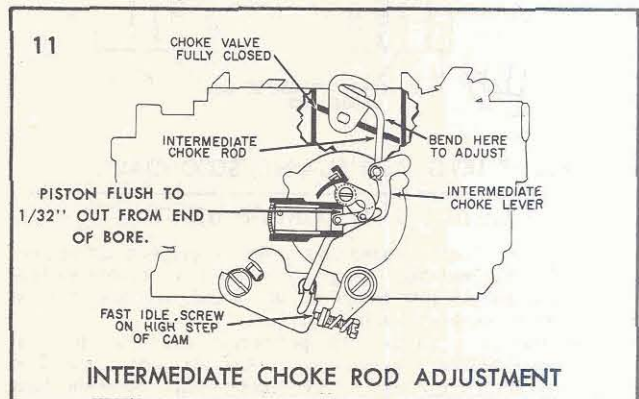 11
CHOKE VALVE
FULLY CLOSED
INTERMEDIATE
CHOKE ROD
BEND HERE
TO ADJUST
PISTON FLUSH TO
1/32" OUT FROM END
OF BORE.
INTERMEDIATE
CHOKE LEVER
FAST IDLE SCREW
ON HIGH STEP
OF CAM
INTERMEDIATE CHOKE ROD ADJUSTMENT